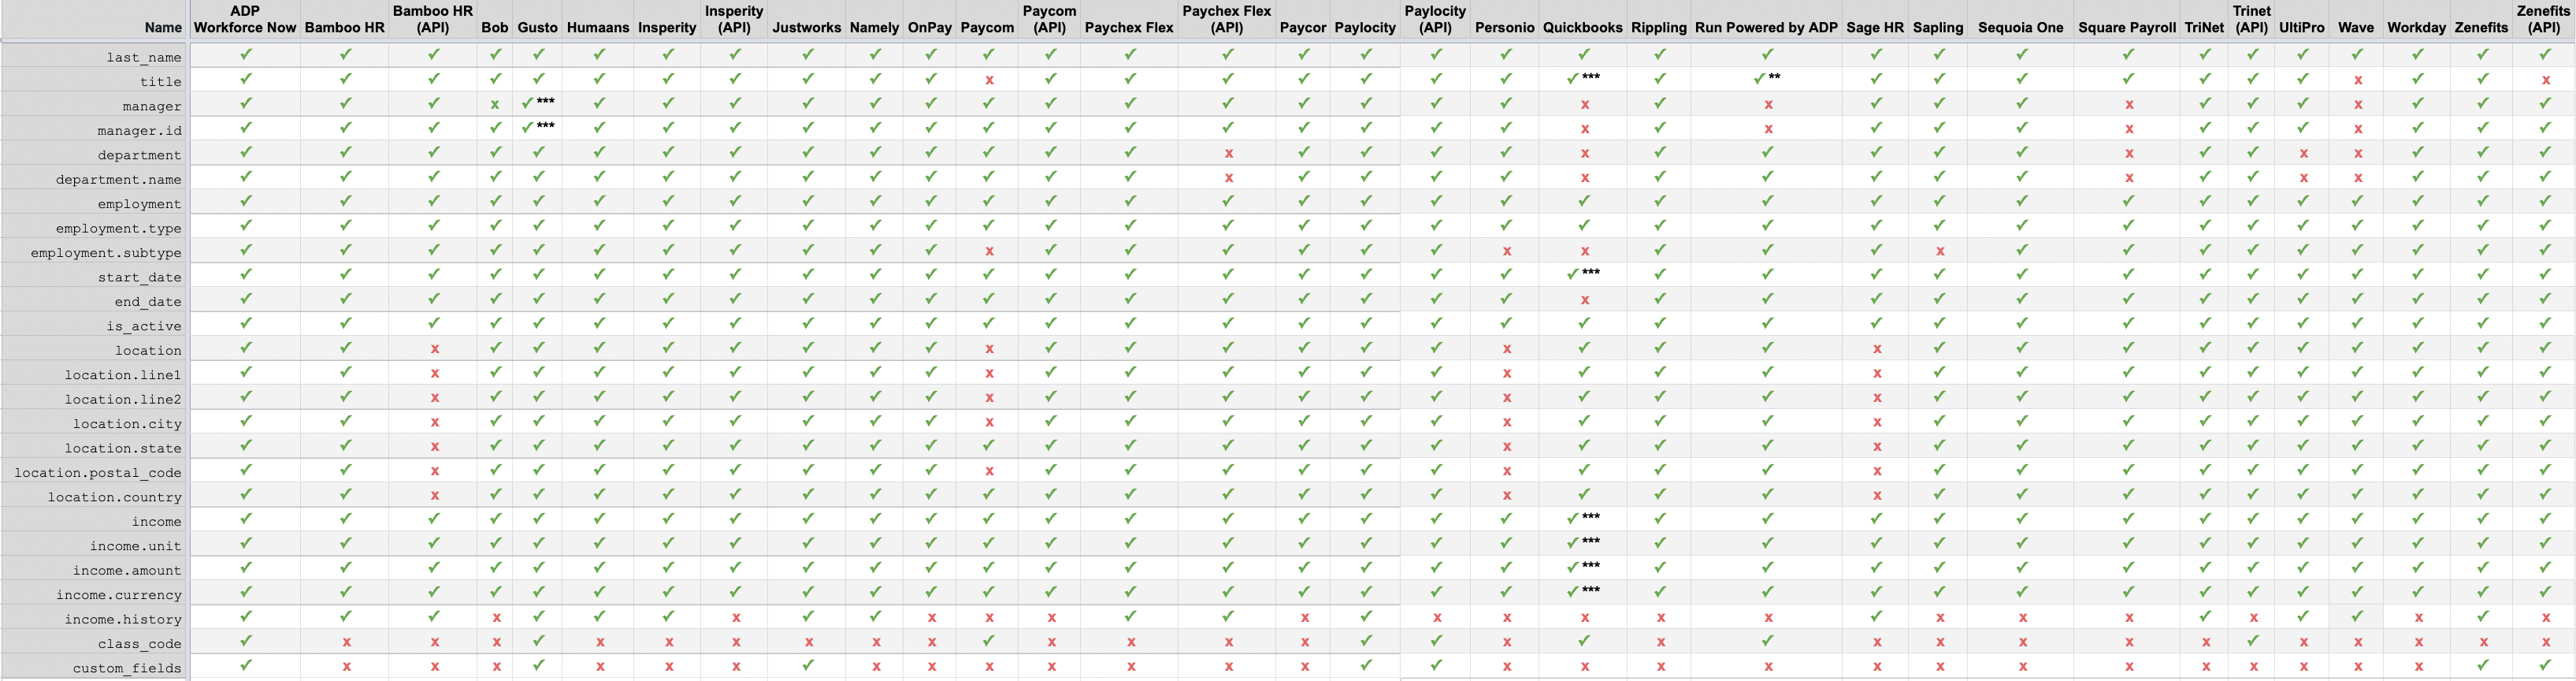 Name ADP Workforce Now Bamboo HR Bamboo HR (API) Bob Gusto Humaans Insperity Insperity (API) Justworks Namely OnPay Paycom Paycom (API) Paychex Flex Paychex Flex (API) Paycor Paylocity Paylocity (API) Personio Quickbooks Rippling Run Powered by ADP Sage HR Sapling Sequoia One Square Payroll TriNet Trinet (API) UltiPro Wave Workday Zenefits Zenefits (API)
last_name ✓ ✓ ✓ ✓ ✓ ✓ ✓ ✓ ✓ ✓ ✓ ✓ ✓ ✓ ✓ ✓ ✓ ✓ ✓ ✓ ✓ ✓ ✓ ✓ ✓ ✓ ✓ ✓ ✓ ✓ ✓ ✓ ✓
title ✓ ✓ ✓ ✓ ✓ ✓ ✓ ✓ ✓ ✓ ✓ x ✓ ✓ ✓ ✓ ✓ ✓ ✓ ✓*** ✓ ✓** ✓ ✓ ✓ ✓ ✓ ✓ ✓ x ✓ ✓ x
manager ✓ ✓ ✓ x ✓*** ✓ ✓ ✓ ✓ ✓ ✓ ✓ ✓ ✓ ✓ ✓ ✓ ✓ ✓ x ✓ x ✓ ✓ ✓ x ✓ ✓ ✓ x ✓ ✓ ✓
manager.id ✓ ✓ ✓ ✓ ✓*** ✓ ✓ ✓ ✓ ✓ ✓ ✓ ✓ ✓ ✓ ✓ ✓ ✓ ✓ x ✓ x ✓ ✓ ✓ x ✓ ✓ ✓ x ✓ ✓ ✓
department ✓ ✓ ✓ ✓ ✓ ✓ ✓ ✓ ✓ ✓ ✓ ✓ ✓ ✓ x ✓ ✓ ✓ ✓ x ✓ ✓ ✓ ✓ ✓ x ✓ ✓ x x ✓ ✓ ✓
department.name ✓ ✓ ✓ ✓ ✓ ✓ ✓ ✓ ✓ ✓ ✓ ✓ ✓ ✓ x ✓ ✓ ✓ ✓ x ✓ ✓ ✓ ✓ ✓ x ✓ ✓ x x ✓ ✓ ✓
employment ✓ ✓ ✓ ✓ ✓ ✓ ✓ ✓ ✓ ✓ ✓ ✓ ✓ ✓ ✓ ✓ ✓ ✓ ✓ ✓ ✓ ✓ ✓ ✓ ✓ ✓ ✓ ✓ ✓ ✓ ✓ ✓ ✓
employment.type ✓ ✓ ✓ ✓ ✓ ✓ ✓ ✓ ✓ ✓ ✓ ✓ ✓ ✓ ✓ ✓ ✓ ✓ ✓ ✓ ✓ ✓ ✓ ✓ ✓ ✓ ✓ ✓ ✓ ✓ ✓ ✓ ✓
employment.subtype ✓ ✓ ✓ ✓ ✓ ✓ ✓ ✓ ✓ ✓ ✓ x ✓ ✓ ✓ ✓ ✓ ✓ x x ✓ ✓ ✓ x ✓ ✓ ✓ ✓ ✓ ✓ ✓ ✓ ✓
start_date ✓ ✓ ✓ ✓ ✓ ✓ ✓ ✓ ✓ ✓ ✓ ✓ ✓ ✓ ✓ ✓ ✓ ✓ ✓ ✓*** ✓ ✓ ✓ ✓ ✓ ✓ ✓ ✓ ✓ ✓ ✓ ✓ ✓
end_date ✓ ✓ ✓ ✓ ✓ ✓ ✓ ✓ ✓ ✓ ✓ ✓ ✓ ✓ ✓ ✓ ✓ ✓ ✓ x ✓ ✓ ✓ ✓ ✓ ✓ ✓ ✓ ✓ ✓ ✓ ✓ ✓
is_active ✓ ✓ ✓ ✓ ✓ ✓ ✓ ✓ ✓ ✓ ✓ ✓ ✓ ✓ ✓ ✓ ✓ ✓ ✓ ✓ ✓ ✓ ✓ ✓ ✓ ✓ ✓ ✓ ✓ ✓ ✓ ✓ ✓
location ✓ ✓ x ✓ ✓ ✓ ✓ ✓ ✓ ✓ ✓ x ✓ ✓ ✓ ✓ ✓ ✓ x ✓ ✓ ✓ x ✓ ✓ ✓ ✓ ✓ ✓ ✓ ✓ ✓ ✓
location.line1 ✓ ✓ x ✓ ✓ ✓ ✓ ✓ ✓ ✓ ✓ x ✓ ✓ ✓ ✓ ✓ ✓ x ✓ ✓ ✓ x ✓ ✓ ✓ ✓ ✓ ✓ ✓ ✓ ✓ ✓
location.line2 ✓ ✓ x ✓ ✓ ✓ ✓ ✓ ✓ ✓ ✓ x ✓ ✓ ✓ ✓ ✓ ✓ x ✓ ✓ ✓ x ✓ ✓ ✓ ✓ ✓ ✓ ✓ ✓ ✓ ✓
location.city ✓ ✓ x ✓ ✓ ✓ ✓ ✓ ✓ ✓ ✓ x ✓ ✓ ✓ ✓ ✓ ✓ x ✓ ✓ ✓ x ✓ ✓ ✓ ✓ ✓ ✓ ✓ ✓ ✓ ✓
location.state ✓ ✓ x ✓ ✓ ✓ ✓ ✓ ✓ ✓ ✓ ✓ ✓ ✓ ✓ ✓ ✓ ✓ x ✓ ✓ ✓ x ✓ ✓ ✓ ✓ ✓ ✓ ✓ ✓ ✓ ✓
location.postal_code ✓ ✓ x ✓ ✓ ✓ ✓ ✓ ✓ ✓ ✓ x ✓ ✓ ✓ ✓ ✓ ✓ x ✓ ✓ ✓ x ✓ ✓ ✓ ✓ ✓ ✓ ✓ ✓ ✓ ✓
location.country ✓ ✓ x ✓ ✓ ✓ ✓ ✓ ✓ ✓ ✓ ✓ ✓ ✓ ✓ ✓ ✓ ✓ x ✓ ✓ ✓ x ✓ ✓ ✓ ✓ ✓ ✓ ✓ ✓ ✓ ✓
income ✓ ✓ ✓ ✓ ✓ ✓ ✓ ✓ ✓ ✓ ✓ ✓ ✓ ✓ ✓ ✓ ✓ ✓ ✓ ✓*** ✓ ✓ ✓ ✓ ✓ ✓ ✓ ✓ ✓ ✓ ✓ ✓ ✓
income.unit ✓ ✓ ✓ ✓ ✓ ✓ ✓ ✓ ✓ ✓ ✓ ✓ ✓ ✓ ✓ ✓ ✓ ✓ ✓ ✓*** ✓ ✓ ✓ ✓ ✓ ✓ ✓ ✓ ✓ ✓ ✓ ✓ ✓
income.amount ✓ ✓ ✓ ✓ ✓ ✓ ✓ ✓ ✓ ✓ ✓ ✓ ✓ ✓ ✓ ✓ ✓ ✓ ✓ ✓*** ✓ ✓ ✓ ✓ ✓ ✓ ✓ ✓ ✓ ✓ ✓ ✓ ✓
income.currency ✓ ✓ ✓ ✓ ✓ ✓ ✓ ✓ ✓ ✓ ✓ ✓ ✓ ✓ ✓ ✓ ✓ ✓ ✓ ✓*** ✓ ✓ ✓ ✓ ✓ ✓ ✓ ✓ ✓ ✓ ✓ ✓ ✓
income.history ✓ ✓ ✓ x ✓ ✓ ✓ x ✓ ✓ x x x ✓ ✓ x ✓ x x x x x ✓ x x x ✓ x ✓ ✓ x ✓ x
class_code ✓ x x x ✓ x x x x x x ✓ x x x x ✓ ✓ x ✓ x ✓ x x x x x ✓ x x x x x
custom_fields ✓ x x x ✓ x x x ✓ x x x x x x x ✓ ✓ x x x x x x x x x x x x x ✓ ✓